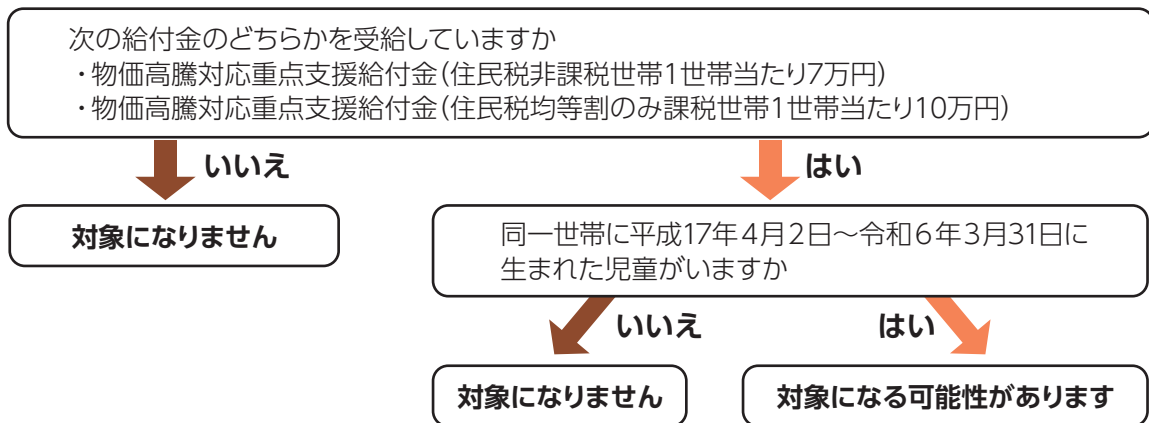 次の給付金のどちらかを受給していますか
・物価高騰対応重点支援給付金(住民税非課税世帯1世帯当たり7万円)
・物価高騰対応重点支援給付金(住民税均等割のみ課税世帯1世帯当たり10万円)
いいえ
はい
対象になりません
同一世帯に平成17年4月2日～令和6年3月31日に
生まれた児童がいますか
いいえ
はい
対象になりません
対象になる可能性があります